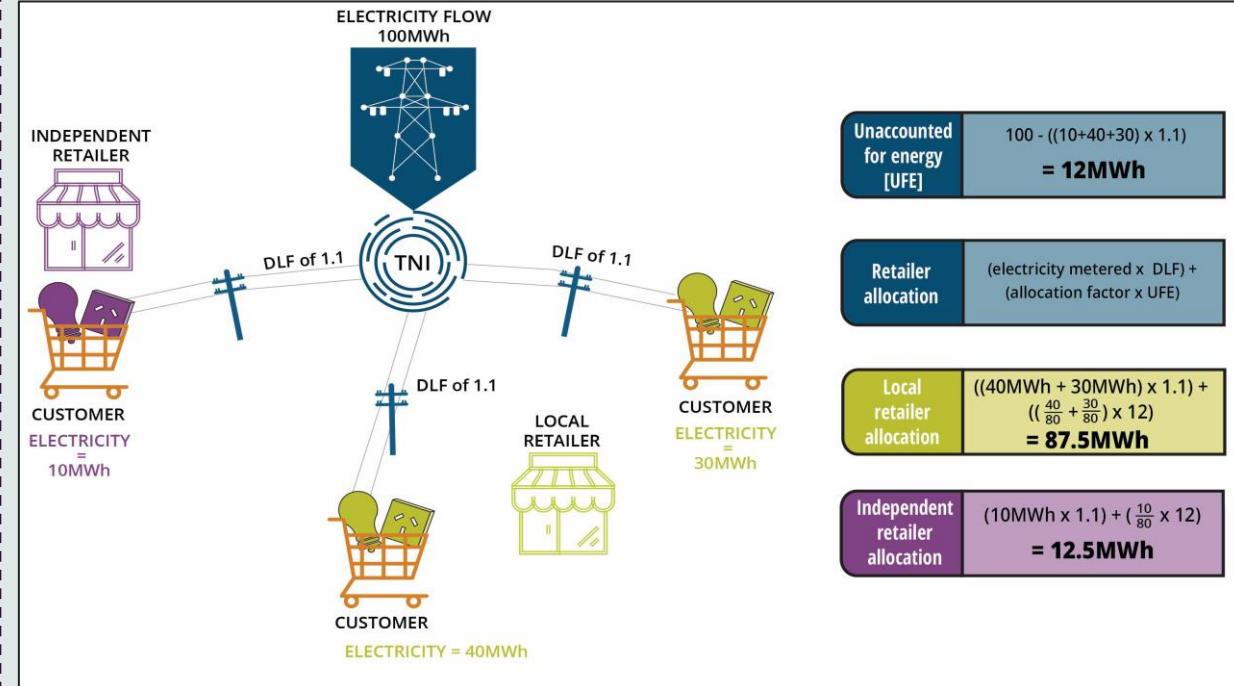 ELECTRICITY FLOW
100MWh
INDEPENDENT
RETAILER
DLF of 1.1
TNI
DLF of 1.1
CUSTOMER
ELECTRICITY
=
10MWh
DLF of 1.1
LOCAL
RETAILER
CUSTOMER
ELECTRICITY
=
30MWh
CUSTOMER
ELECTRICITY = 40MWh
Unaccounted
for energy
[UFE]
100 - ((10+40+30) x 1.1)
= 12MWh
Retailer
allocation
(electricity metered x DLF) +
(allocation factor x UFE)
Local
retailer
allocation
((40MWh + 30MWh) x 1.1) +
((40/80 + 30/80) x 12)
= 87.5MWh
Independent
retailer
allocation
(10MWh x 1.1) + (10/80 x 12)
= 12.5MWh